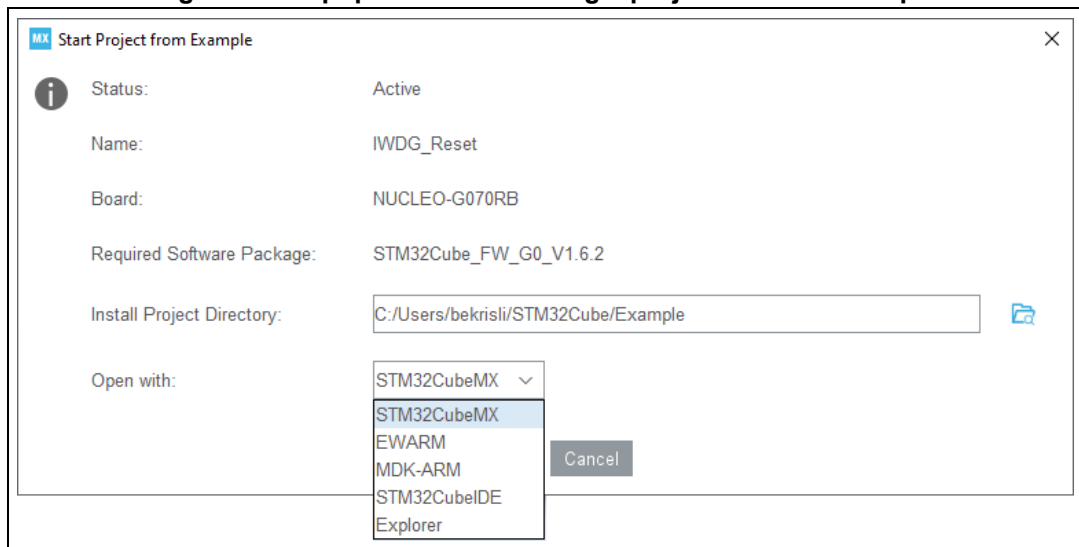 MX Start Project from Example
Status: Active
Name: IWDG_Reset
Board: NUCLEO-G070RB
Required Software Package: STM32Cube_FW_G0_V1.6.2
Install Project Directory: C:/Users/bekrisli/STM32Cube/Example
Open with: STM32CubeMX
STM32CubeMX
EWARM
MDK-ARM
Cancel
STM32CubeIDE
Explorer